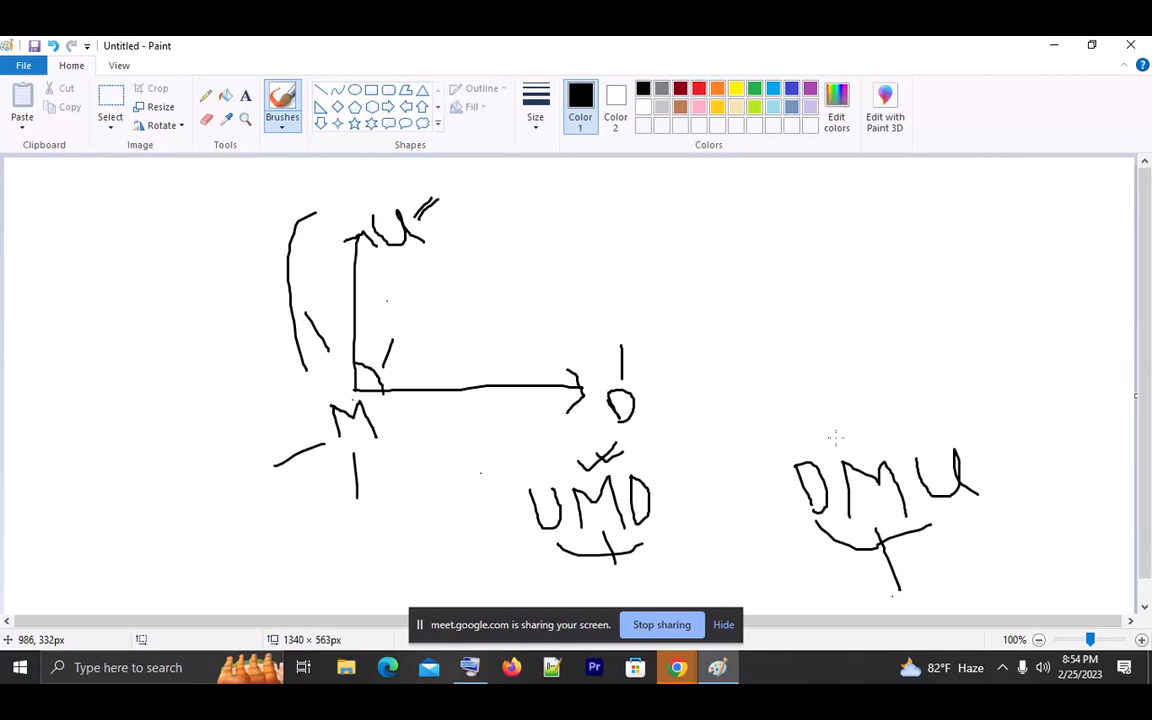 Untitled - Paint
File Home View
Paste
Cut
Copy
Clipboard
Select
Crop
Resize
Rotate
Image
A
Tools
Brushes
Outline
Fill
Shapes
Size
Color 1
Color 2
Colors
Edit colors
Edit with Paint 3D
U
M
D
UMD
DMU
meet.google.com is sharing your screen. Stop sharing Hide
986, 332px
1340 × 563px
100%
Type here to search
Pr
82°F Haze
8:54 PM
2/25/2023